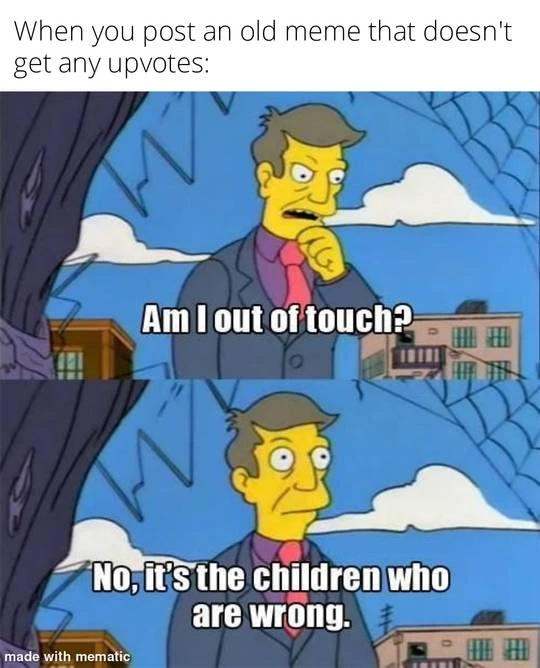 When you post an old meme that doesn't
get any upvotes:
Am I out of touch?
No, it's the children who
are wrong.
made with mematic